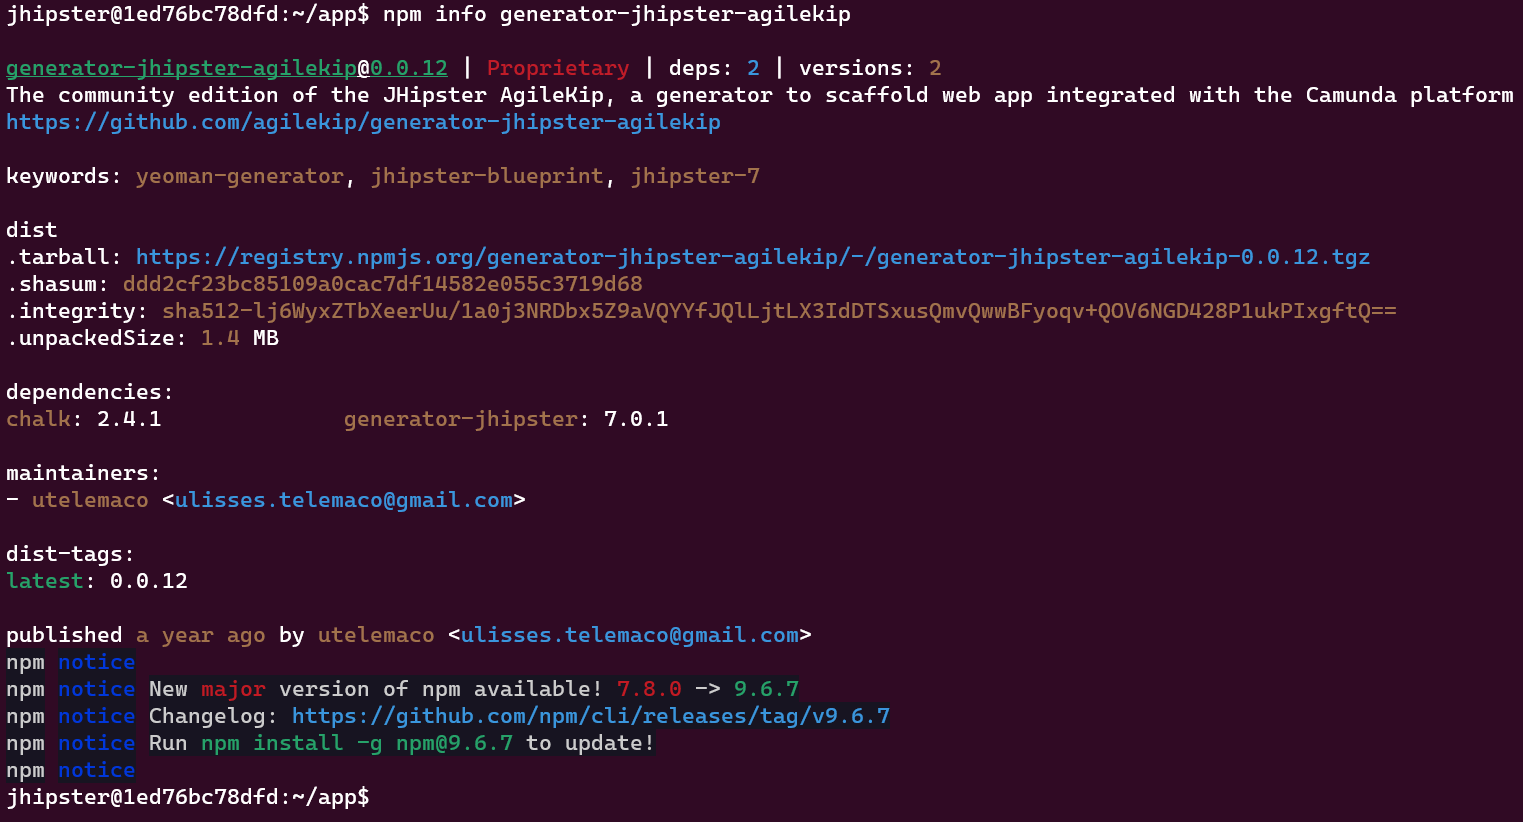 jhipster@1ed76bc78dfd:~/app$ npm info generator-jhipster-agilekip
generator-jhipster-agilekip@0.0.12 | Proprietary | deps: 2 | versions: 2
The community edition of the JHipster AgileKip, a generator to scaffold web app integrated with the Camunda platform
https://github.com/agilekip/generator-jhipster-agilekip
keywords: yeoman-generator, jhipster-blueprint, jhipster-7
dist
.tarball: https://registry.npmjs.org/generator-jhipster-agilekip/-/generator-jhipster-agilekip-0.0.12.tgz
.shasum: ddd2cf23bc85109a0cac7df14582e055c3719d68
.integrity: sha512-lj6WyxZTbXeerUu/1a0j3NRDbx5Z9aVQYYfJQlLjtLX3IdDTSxusQmvQwwBFyoqv+QOV6NGD428P1ukPIxgftQ==
.unpackedSize: 1.4 MB
dependencies:
chalk: 2.4.1 generator-jhipster: 7.0.1
maintainers:
- utelemaco <ulisses.telemaco@gmail.com>
dist-tags:
latest: 0.0.12
published a year ago by utelemaco <ulisses.telemaco@gmail.com>
npm notice
npm notice New major version of npm available! 7.8.0 -> 9.6.7
npm notice Changelog: https://github.com/npm/cli/releases/tag/v9.6.7
npm notice Run npm install -g npm@9.6.7 to update!
npm notice
jhipster@1ed76bc78dfd:~/app$